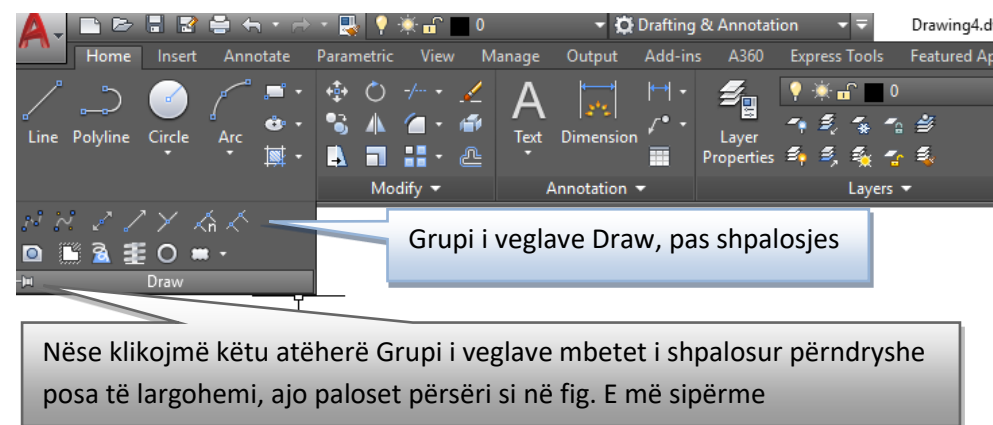 A 0 Drafting & Annotation Drawing4.d
Home Insert Annotate Parametric View Manage Output Add-ins A360 Express Tools Featured Ap
0
Line Polyline Circle Arc Text Dimension Layer
Properties
Modify Annotation Layers
n
Draw
Grupi i veglave Draw, pas shpalosjes
Nëse klikojmë këtu atëherë Grupi i veglave mbetet i shpalosur përndryshe
posa të largohemi, ajo paloset përsëri si në fig. E më sipërme